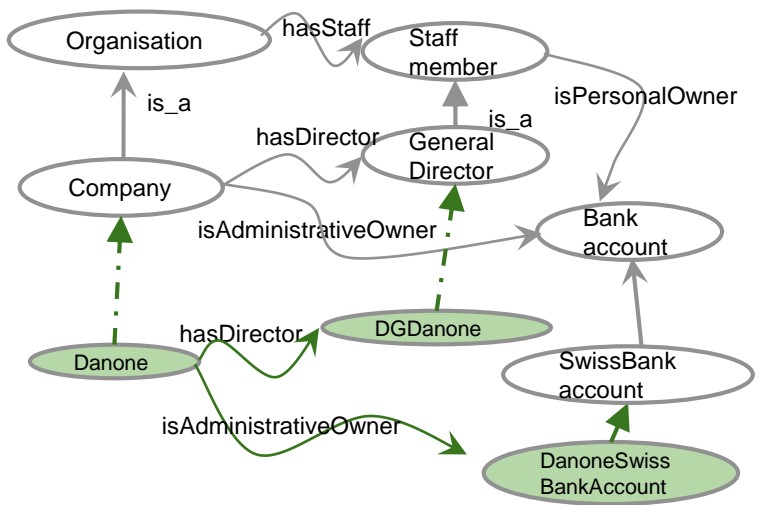 Organisation
hasStaff
Staff
member
is_a
isPersonalOwner
hasDirector
is_a
General
Director
Company
isAdministrativeOwner
Bank
account
hasDirector
DGDanone
Danone
SwissBank
account
isAdministrativeOwner
DanoneSwiss
BankAccount